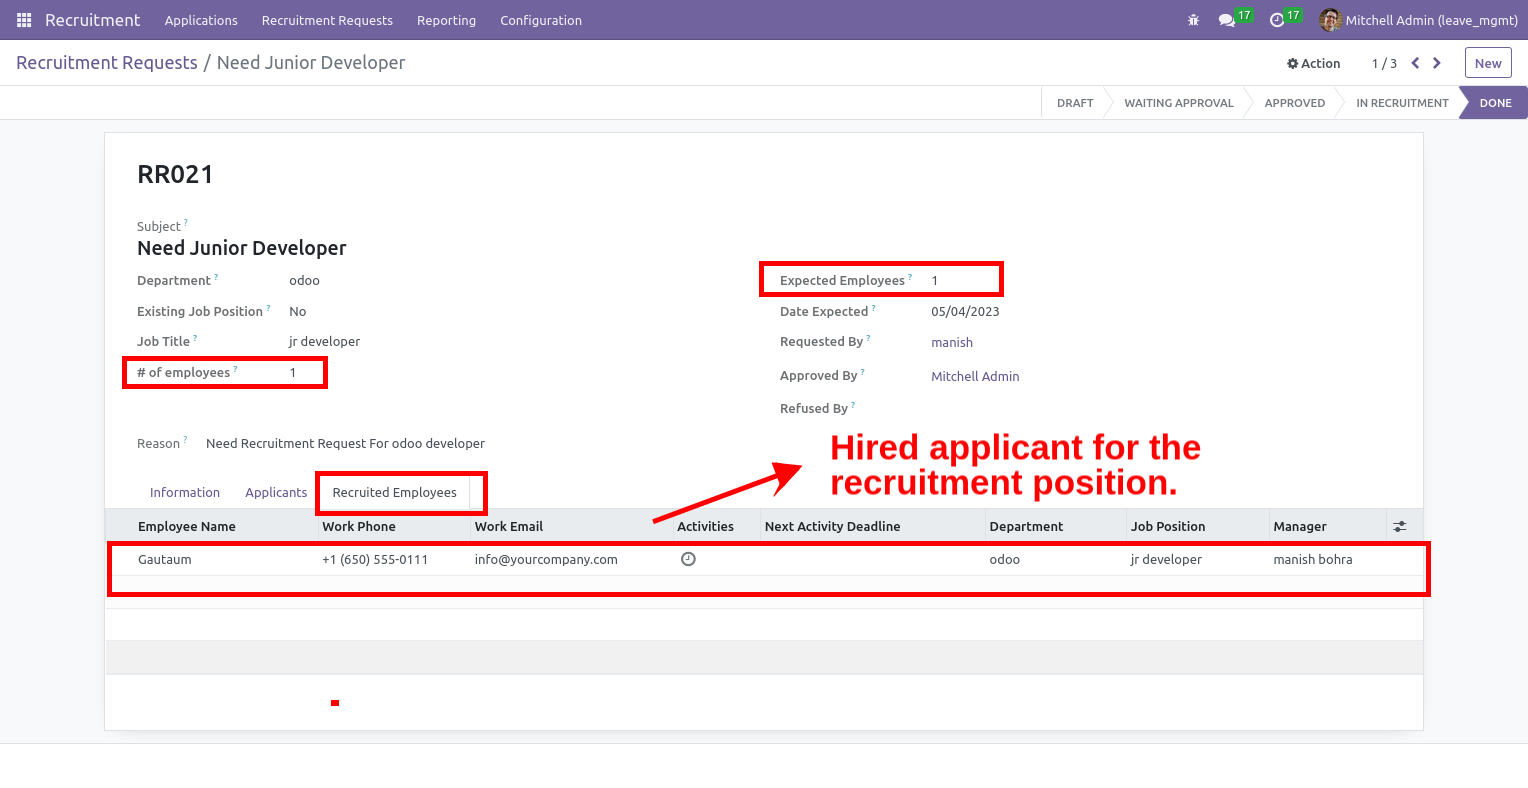 Recruitment Applications Recruitment Requests Reporting Configuration 17 17 Mitchell Admin (leave_mgmt)
Recruitment Requests / Need Junior Developer Action 1 / 3 New
DRAFT WAITING APPROVAL APPROVED IN RECRUITMENT DONE
RR021
Subject ?
Need Junior Developer
Department ? odoo Expected Employees ? 1
Existing Job Position ? No Date Expected ? 05/04/2023
Job Title ? jr developer Requested By ? manish
# of employees ? 1 Approved By ? Mitchell Admin
Refused By ?
Reason ? Need Recruitment Request For odoo developer
Hired applicant for the
recruitment position.
Information Applicants Recruited Employees
Employee Name Work Phone Work Email Activities Next Activity Deadline Department Job Position Manager
Gautaum +1 (650) 555-0111 info@yourcompany.com odoo jr developer manish bohra